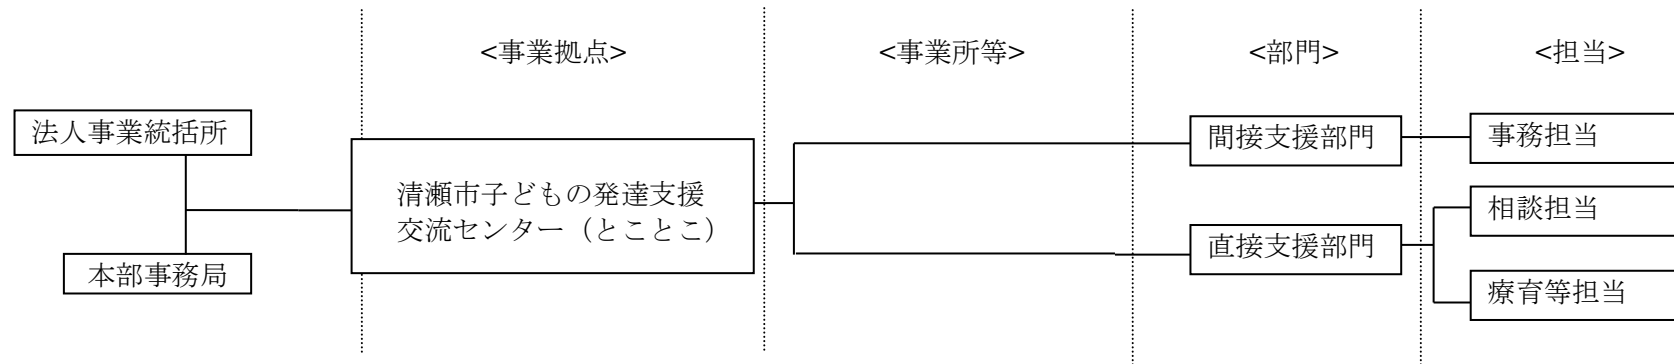 <事業拠点>
<事業所等>
<部門>
<担当>
法人事業統括所
本部事務局
清瀬市子どもの発達支援
交流センター（とことこ）
間接支援部門
直接支援部門
事務担当
相談担当
療育等担当